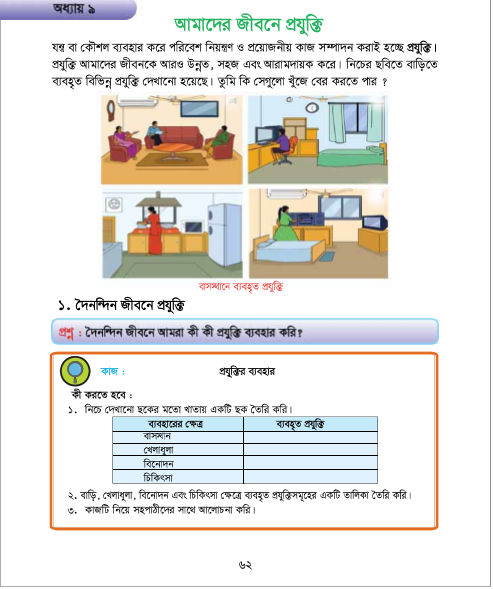 অধ্যায় ৯
আমাদের জীবনে প্রযুক্তি
যন্ত্র বা কৌশল ব্যবহার করে পরিবেশ নিয়ন্ত্রণ ও প্রয়োজনীয় কাজ সম্পাদন করাই হচ্ছে প্রযুক্তি।
প্রযুক্তি আমাদের জীবনকে আরও উন্নত, সহজ এবং আরামদায়ক করে। নিচের ছবিতে বাড়িতে
ব্যবহৃত বিভিন্ন প্রযুক্তি দেখানো হয়েছে। তুমি কি সেগুলো খুঁজে বের করতে পার ?
বাসস্থানে ব্যবহৃত প্রযুক্তি
১. দৈনন্দিন জীবনে প্রযুক্তি
প্রশ্ন : দৈনন্দিন জীবনে আমরা কী কী প্রযুক্তি ব্যবহার করি?
কাজ : প্রযুক্তির ব্যবহার
কী করতে হবে :
১. নিচে দেখানো ছকের মতো খাতায় একটি ছক তৈরি করি।
ব্যবহারের ক্ষেত্র ব্যবহৃত প্রযুক্তি
বাসস্থান
খেলাধুলা
বিনোদন
চিকিৎসা
২. বাড়ি, খেলাধুলা, বিনোদন এবং চিকিৎসা ক্ষেত্রে ব্যবহৃত প্রযুক্তিসমূহের একটি তালিকা তৈরি করি।
৩. কাজটি নিয়ে সহপাঠীদের সাথে আলোচনা করি।
৬২